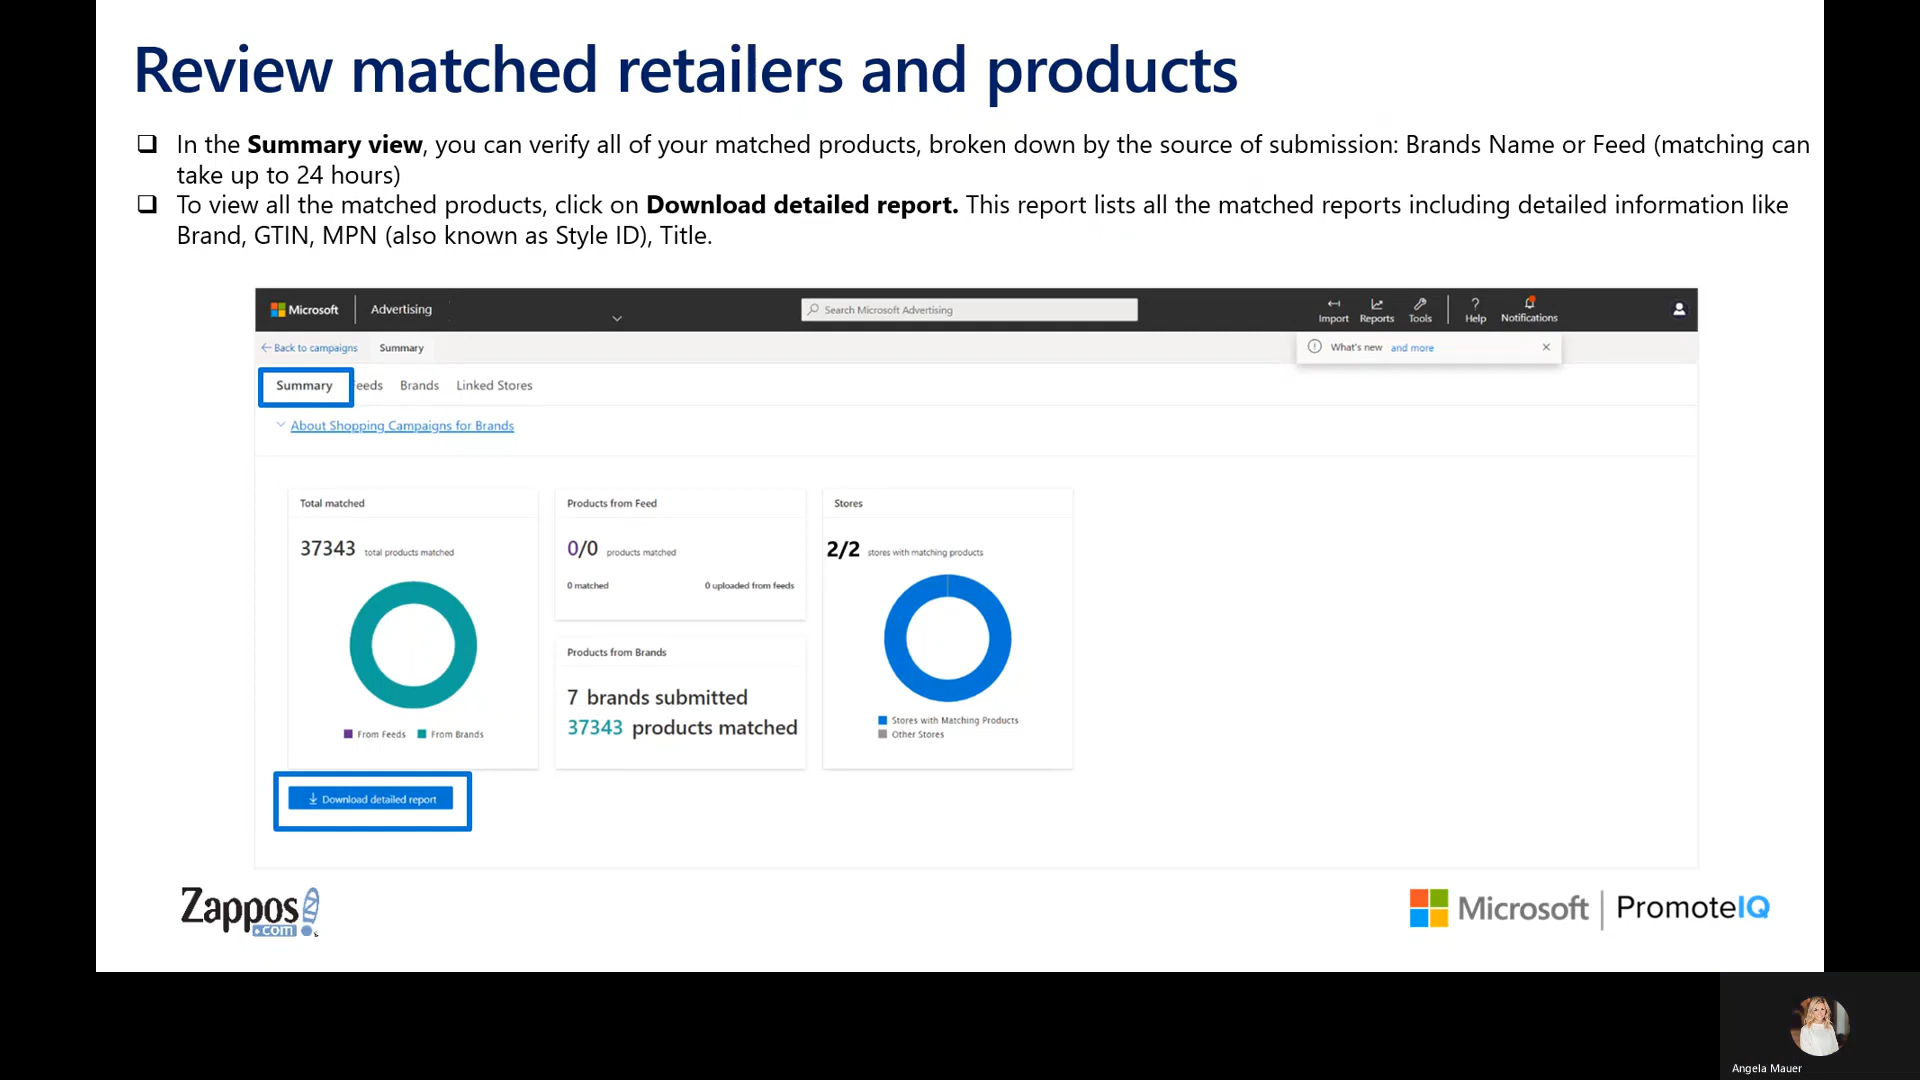 Review matched retailers and products
In the Summary view, you can verify all of your matched products, broken down by the source of submission: Brands Name or Feed (matching can
take up to 24 hours)
To view all the matched products, click on Download detailed report. This report lists all the matched reports including detailed information like
Brand, GTIN, MPN (also known as Style ID), Title.
Microsoft Advertising
Search Microsoft Advertising
Import Reports Tools Help Notifications
Back to campaigns Summary
What's new and more
Summary eeds Brands Linked Stores
About Shopping Campaigns for Brands
Total matched
37343 total products matched
From Feeds From Brands
Products from Feed
0/0 products matched
0 matched 0 uploaded from feeds
Products from Brands
7 brands submitted
37343 products matched
Stores
2/2 stores with matching products
Stores with Matching Products
Other Stores
Download detailed report
Zappos
.com
Microsoft PromoteIQ
Angela Mauer